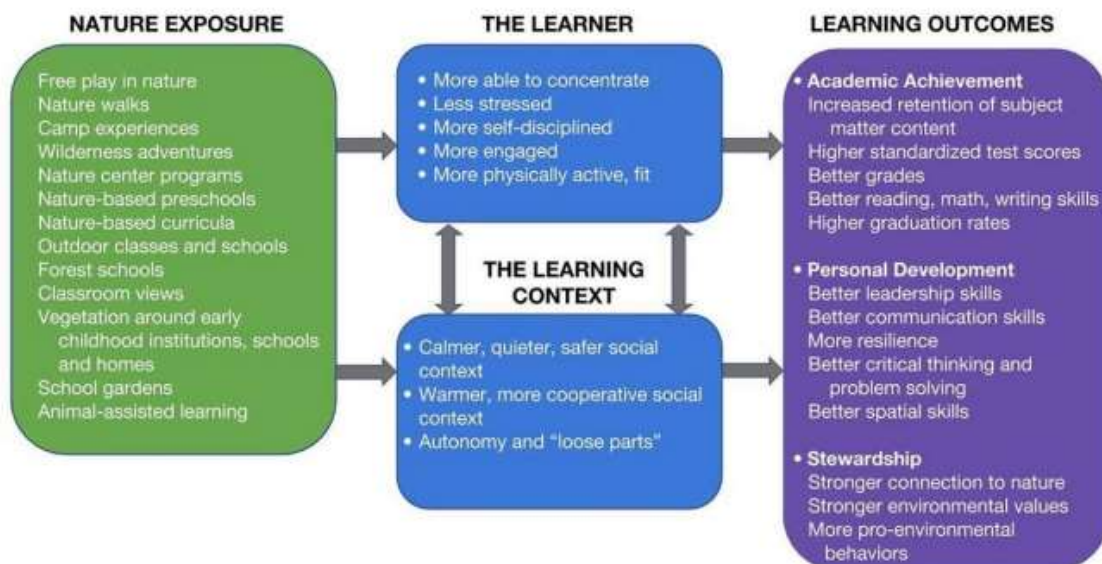 NATURE EXPOSURE
Free play in nature
Nature walks
Camp experiences
Wilderness adventures
Nature center programs
Nature-based preschools
Nature-based curricula
Outdoor classes and schools
Forest schools
Classroom views
Vegetation around early
childhood institutions, schools
and homes
School gardens
Animal-assisted learning
THE LEARNER
• More able to concentrate
• Less stressed
• More self-disciplined
• More engaged
• More physically active, fit
THE LEARNING
CONTEXT
• Calmer, quieter, safer social
context
• Warmer, more cooperative social
context
• Autonomy and “loose parts”
LEARNING OUTCOMES
• Academic Achievement
Increased retention of subject
matter content
Higher standardized test scores
Better grades
Better reading, math, writing skills
Higher graduation rates
• Personal Development
Better leadership skills
Better communication skills
More resilience
Better critical thinking and
problem solving
Better spatial skills
• Stewardship
Stronger connection to nature
Stronger environmental values
More pro-environmental
behaviors